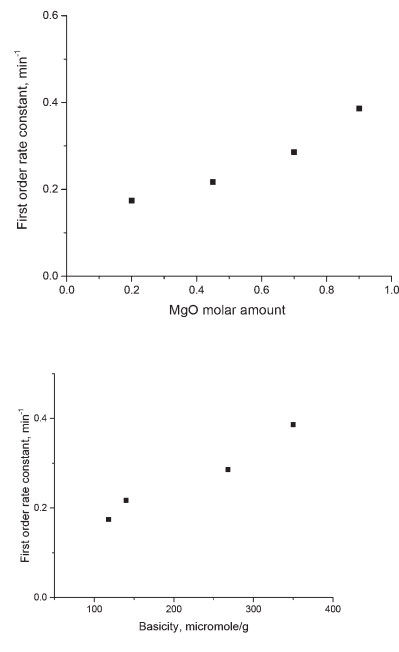 0.6
0.4
0.2
0.0
First order rate constant, min⁻¹
0.0 0.2 0.4 0.6 0.8 1.0
MgO molar amount
0.4
0.2
0.0
First order rate constant, min⁻¹
100 200 300 400
Basicity, micromole/g